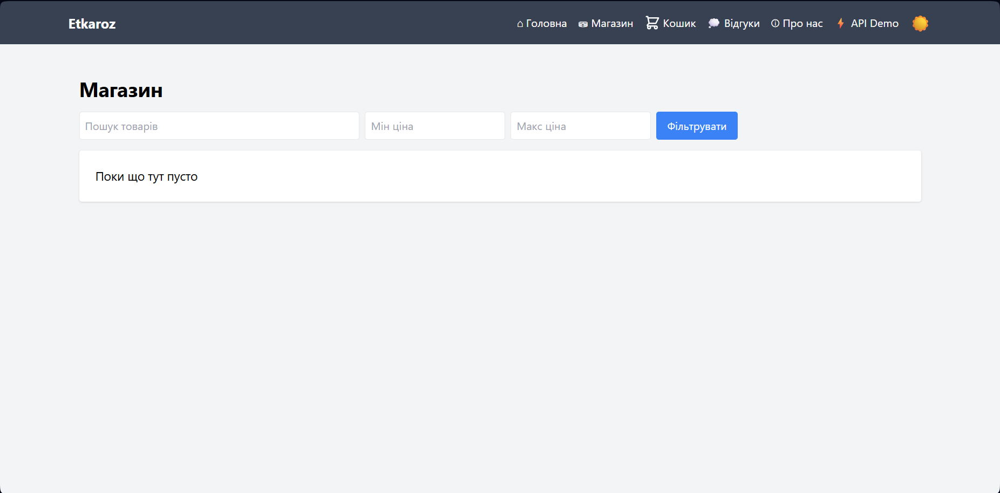 Etkaroz
Головна Магазин Кошик Відгуки Про нас API Demo
Магазин
Пошук товарів Мін ціна Макс ціна Фільтрувати
Поки що тут пусто